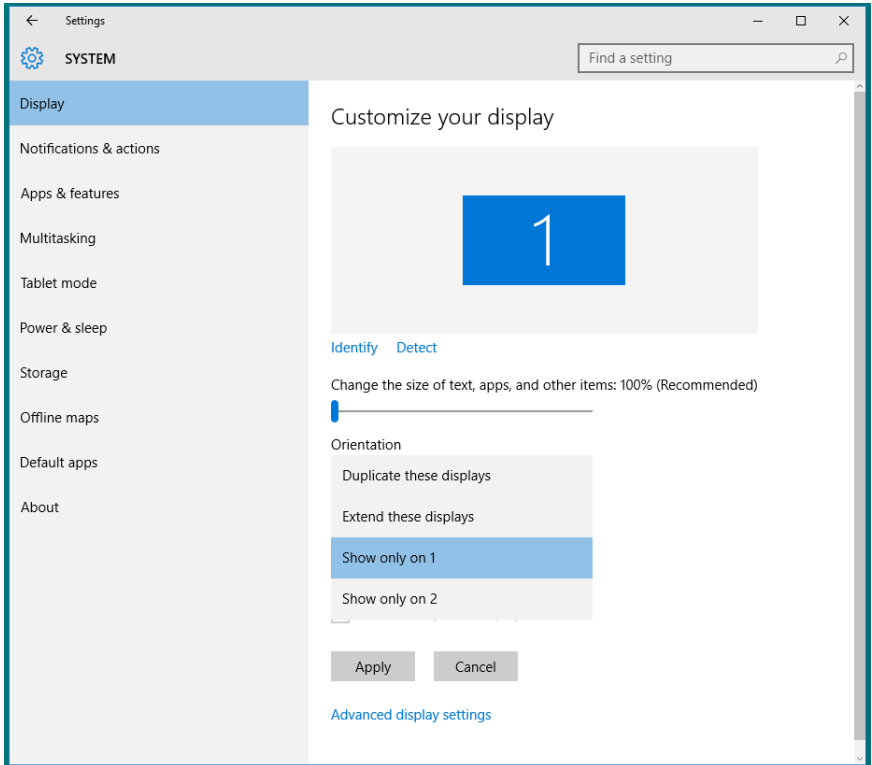 Settings
SYSTEM
Find a setting
Display
Notifications & actions
Apps & features
Multitasking
Tablet mode
Power & sleep
Storage
Offline maps
Default apps
About
Customize your display
1
Identify Detect
Change the size of text, apps, and other items: 100% (Recommended)
Orientation
Duplicate these displays
Extend these displays
Show only on 1
Show only on 2
Apply Cancel
Advanced display settings